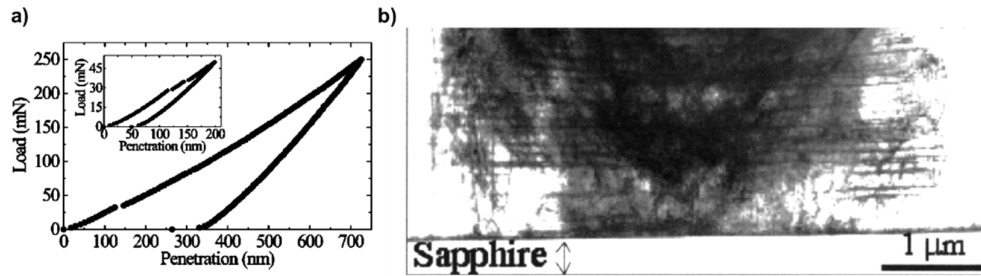 a)
b)
250
200
150
100
50
0
Load (mN)
0 100 200 300 400 500 600 700
Penetration (nm)
45
30
15
0
Load (mN)
0 50 100 150 200
Penetration (nm)
Sapphire
1 μm